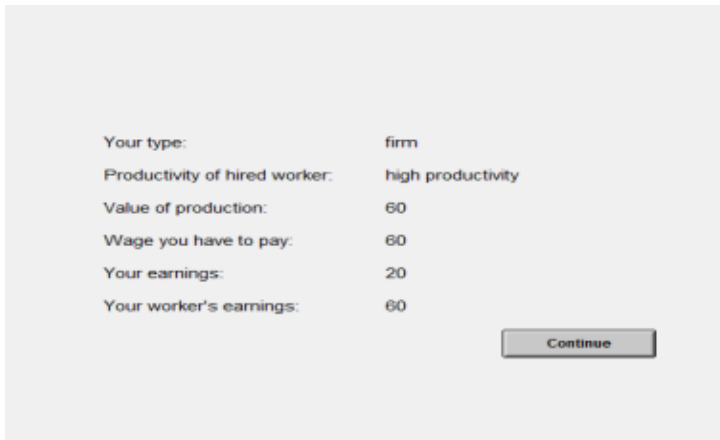 Your type: firm
Productivity of hired worker: high productivity
Value of production: 60
Wage you have to pay: 60
Your earnings: 20
Your worker's earnings: 60
Continue